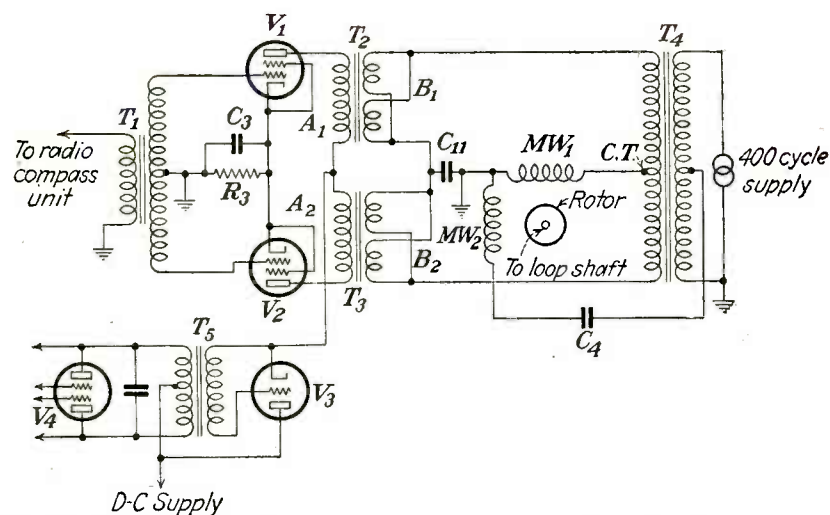 V1
T1
C3
A1
T2
B1
C11
MW1
C.T.
T4
400 cycle
supply
To radio
compass
unit
R3
A2
V2
T3
B2
MW2
Rotor
To loop shaft
C4
T5
V4
V3
D-C Supply